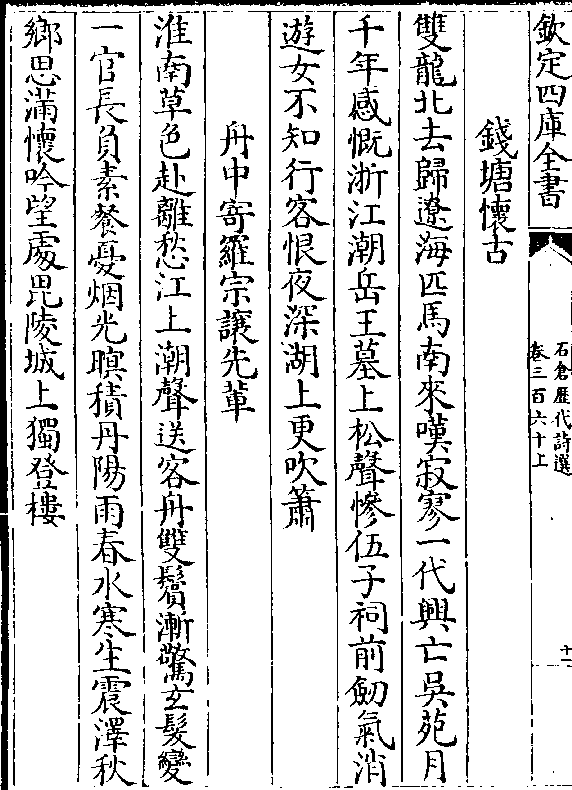 欽定四庫全書
石倉歷代詩選
卷三百六十上
十一
錢塘懷古
雙龍北去歸遼海匹馬南來嘆寂寥一代興亡吳苑月
千年感慨浙江潮岳王墓上松聲慘伍子祠前劒氣消
遊女不知行客恨夜深湖上更吹簫
舟中寄羅宗讓先輩
淮南草色赴離愁江上潮聲送客舟雙鬢漸驚玄髮變
一官長負素餐憂烟光暝積丹陽雨春水寒生震澤秋
鄉思滿懷吟望處毘陵城上獨登樓